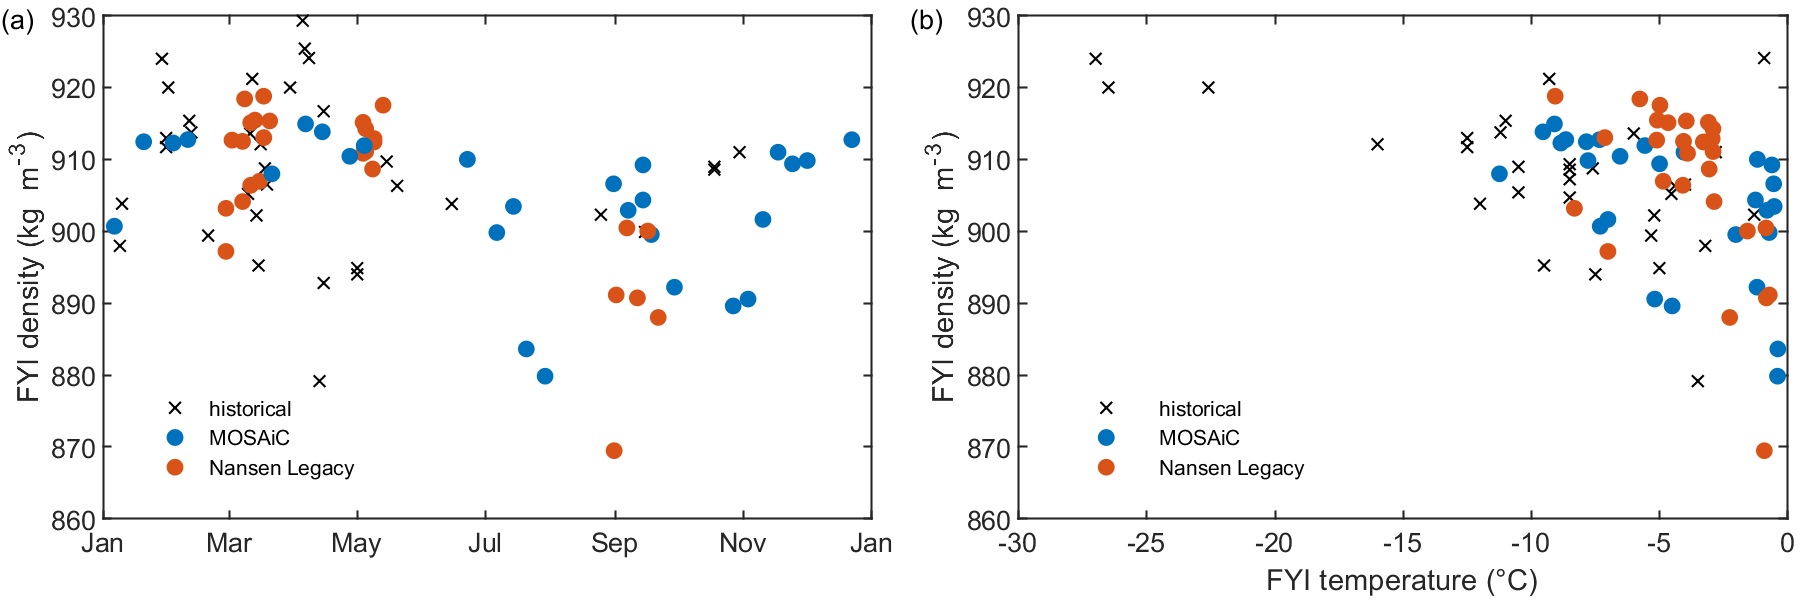 (a)
930
920
910
900
890
880
870
860
FYI density (kg m-3)
Jan Mar May Jul Sep Nov Jan
historical
MOSAiC
Nansen Legacy
(b)
930
920
910
900
890
880
870
860
FYI density (kg m-3)
-30 -25 -20 -15 -10 -5 0
FYI temperature (°C)
historical
MOSAiC
Nansen Legacy